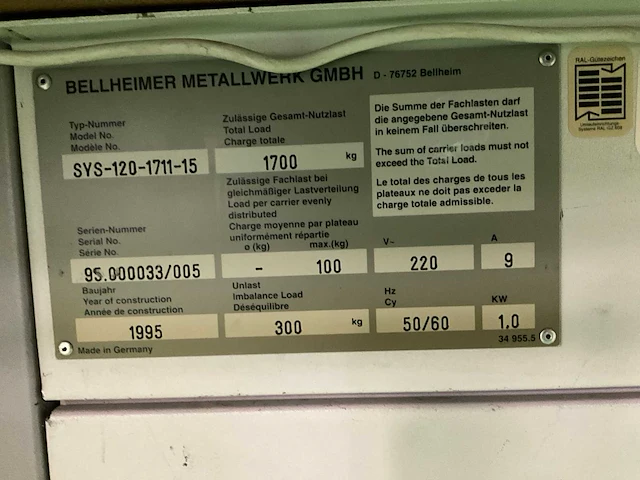 BELLHEIMER METALLWERK GMBH D - 76752 Bellheim
Typ-Nummer
Model No.
Modèle No.
SYS-120-1711-15
Zulässige Gesamt-Nutzlast
Total Load
Charge totale
1700 kg
Die Summe der Fachlasten darf
die angegebene Gesamt-Nutzlast
in keinem Fall überschreiten.
The sum of carrier loads must not
exceed the Total Load.
Le total des charges de tous les
plateaux ne doit pas exceder la
charge totale admissible.
Zulässige Fachlast bei
gleichmäßiger Lastverteilung
Load per carrier evenly
distributed
Charge moyenne par plateau
uniformément répartie
ø (kg) max.(kg)
- 100
Serien-Nummer
Serial No.
Série No.
95.000033/005
V~
220
A
9
Baujahr
Year of construction
Année de construction
1995
Unlast
Imbalance Load
Déséquilibre
300 kg
Hz
Cy
50/60
KW
1,0
Made in Germany
34 955.5
RAL-Gütezeichen